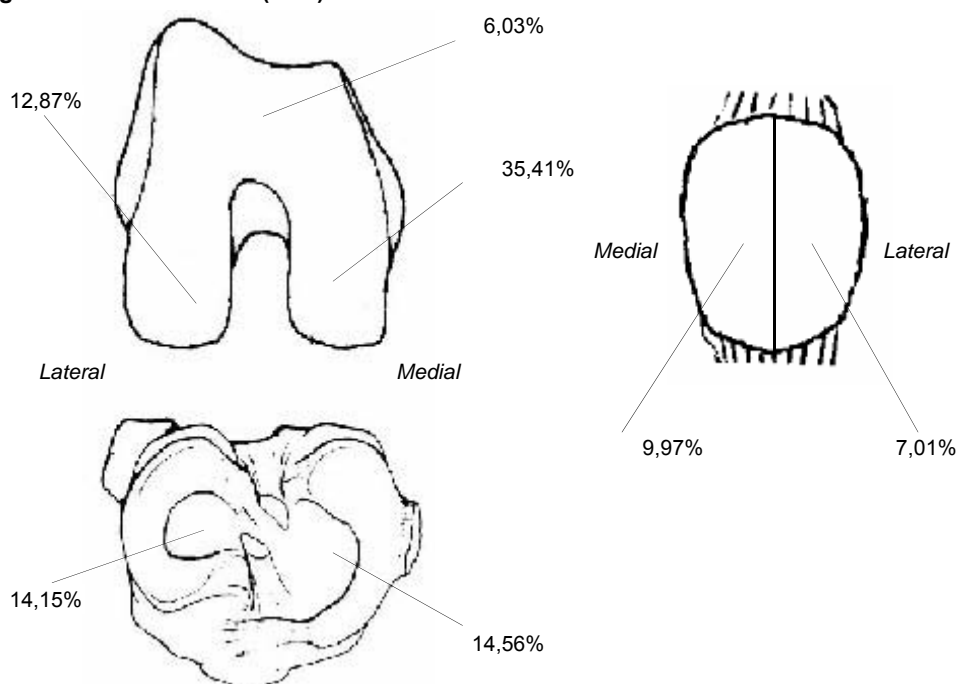 6,03%
12,87%
35,41%
Medial
Lateral
Lateral
Medial
9,97%
7,01%
14,15%
14,56%